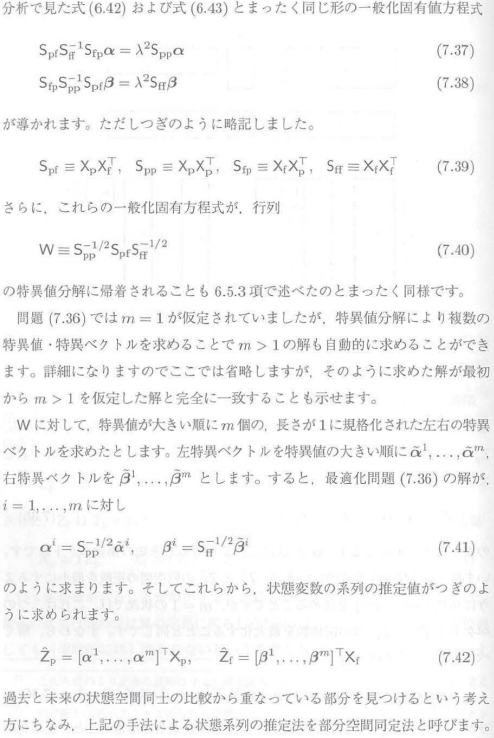 分析で見た式 (6.42) および式 (6.43) とまったく同じ形の一般化固有値方程式
S_pf S_ff^{-1} S_fp α = λ² S_pp α (7.37)
S_fp S_pp^{-1} S_pf β = λ² S_ff β (7.38)
が導かれます。ただしつぎのように略記しました。
S_pf ≡ X_p X_f^⊤, S_pp ≡ X_p X_p^⊤, S_fp ≡ X_f X_p^⊤, S_ff ≡ X_f X_f^⊤ (7.39)
さらに，これらの一般化固有方程式が，行列
W ≡ S_pp^{-1/2} S_pf S_ff^{-1/2} (7.40)
の特異値分解に帰着されることも 6.5.3 項で述べたのとまったく同様です。
問題 (7.36) では m = 1 が仮定されていましたが，特異値分解により複数の
特異値・特異ベクトルを求めることで m > 1 の解も自動的に求めることができ
ます。詳細になりますのでここでは省略しますが，そのように求めた解が最初
から m > 1 を仮定した解と完全に一致することも示せます。
W に対して，特異値が大きい順に m 個の，長さが 1 に規格化された左右の特異
ベクトルを求めたとします。左特異ベクトルを特異値の大きい順に α̃¹, . . . , α̃ᵐ,
右特異ベクトルを β̃¹, . . . , β̃ᵐ とします。すると，最適化問題 (7.36) の解が，
i = 1, . . . , m に対し
αⁱ = S_pp^{-1/2} α̃ⁱ, βⁱ = S_ff^{-1/2} β̃ⁱ (7.41)
のように求まります。そしてこれらから，状態変数の系列の推定値がつぎのよ
うに求められます。
Ẑ_p = [α¹, . . . , αᵐ]^⊤ X_p, Ẑ_f = [β¹, . . . , βᵐ]^⊤ X_f (7.42)
過去と未来の状態空間同士の比較から重なっている部分を見つけるという考え
方にちなみ，上記の手法による状態系列の推定法を部分空間同定法と呼びます。